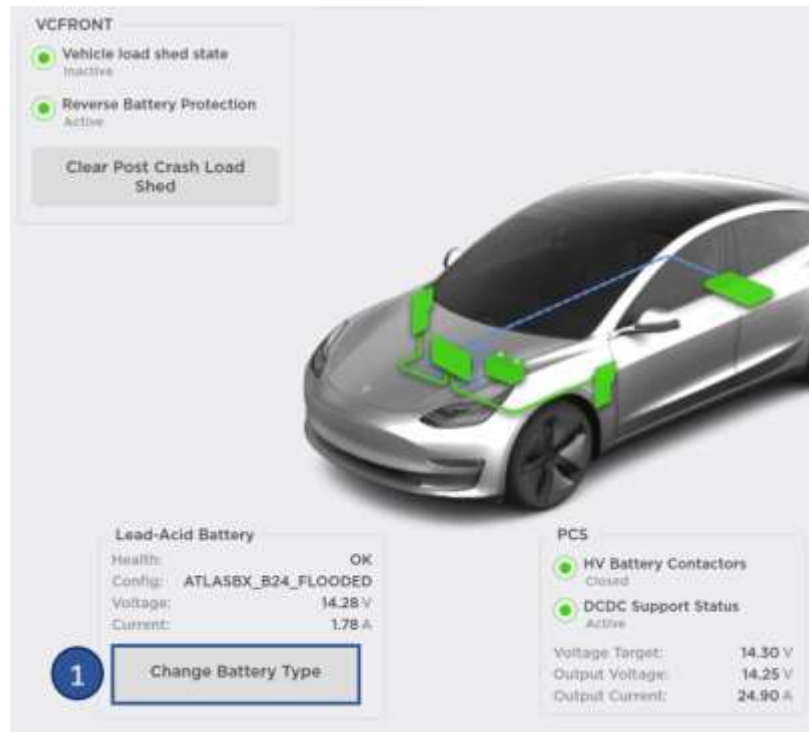 VCFRONT
Vehicle load shed state
Inactive
Reverse Battery Protection
Active
Clear Post Crash Load
Shed
Lead-Acid Battery
Health: OK
Config: ATLASBX_B24_FLOODED
Voltage: 14.28 V
Current: 1.78 A
1
Change Battery Type
PCS
HV Battery Contactors
Closed
DCDC Support Status
Active
Voltage Target: 14.30 V
Output Voltage: 14.25 V
Output Current: 24.90 A